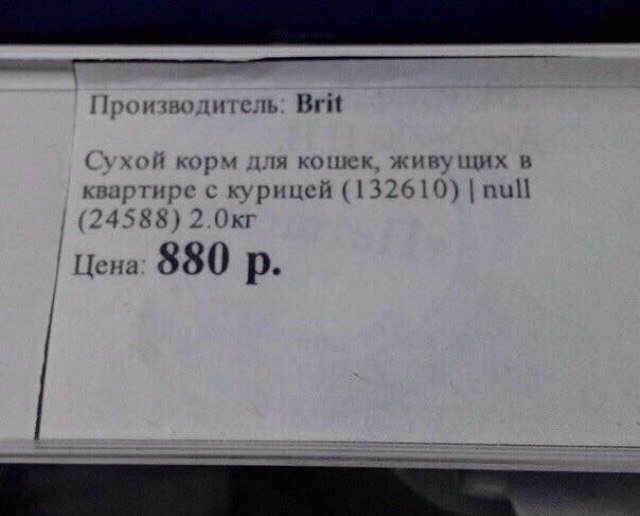 Производитель: Brit
Сухой корм для кошек, живущих в
квартире с курицей (132610) | null
(24588) 2.0кг
Цена: 880 р.